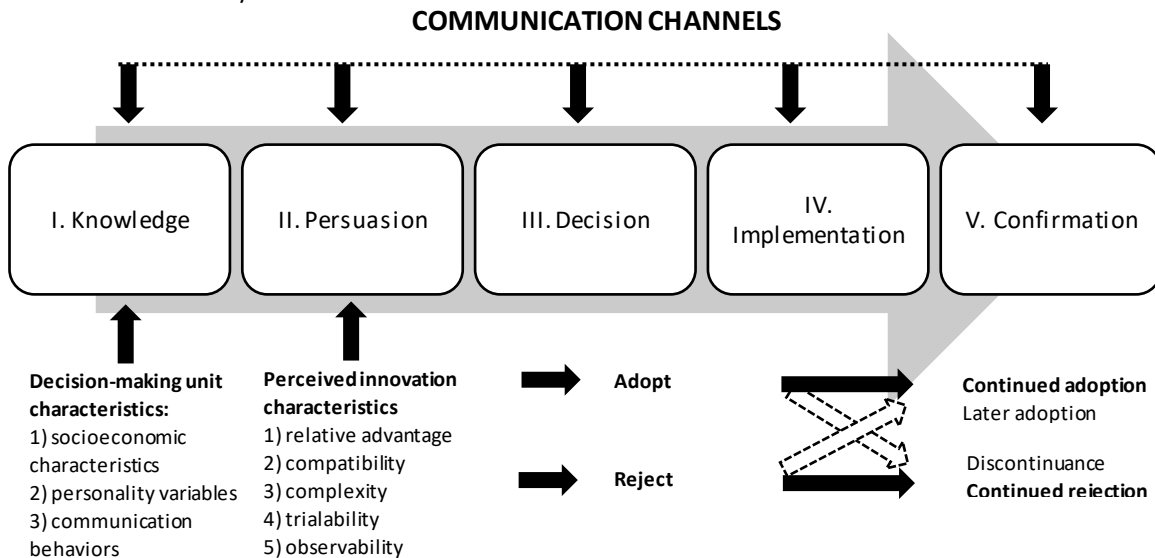 COMMUNICATION CHANNELS
I. Knowledge
II. Persuasion
III. Decision
IV.
Implementation
V. Confirmation
Decision-making unit
characteristics:
1) socioeconomic
characteristics
2) personality variables
3) communication
behaviors
Perceived innovation
characteristics
1) relative advantage
2) compatibility
3) complexity
4) trialability
5) observability
Adopt
Reject
Continued adoption
Later adoption
Discontinuance
Continued rejection